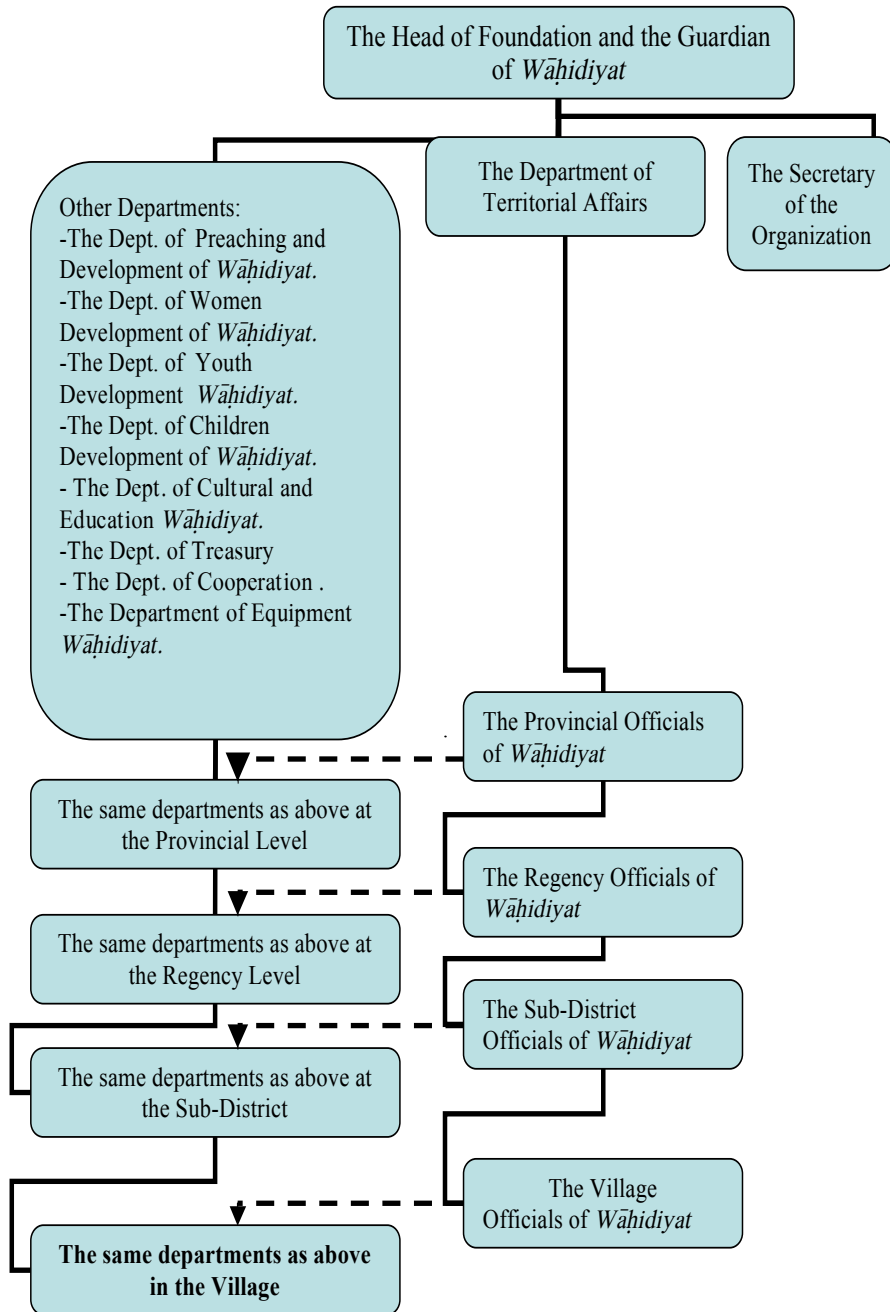 The Head of Foundation and the Guardian
of Wāḥidiyat
The Department of
Territorial Affairs
The Secretary
of the
Organization
Other Departments:
-The Dept. of Preaching and
Development of Wāḥidiyat.
-The Dept. of Women
Development of Wāḥidiyat.
-The Dept. of Youth
Development Wāḥidiyat.
-The Dept. of Children
Development of Wāḥidiyat.
- The Dept. of Cultural and
Education Wāḥidiyat.
-The Dept. of Treasury
- The Dept. of Cooperation .
-The Department of Equipment
Wāḥidiyat.
The Provincial Officials
of Wāḥidiyat
The same departments as above at
the Provincial Level
The Regency Officials of
Wāḥidiyat
The same departments as above at
the Regency Level
The Sub-District
Officials of Wāḥidiyat
The same departments as above at
the Sub-District
The Village
Officials of Wāḥidiyat
The same departments as above
in the Village